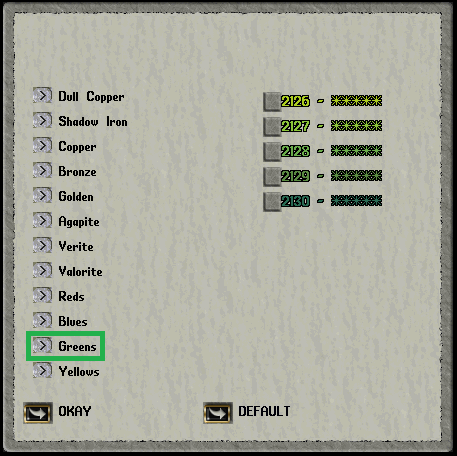 Dull Copper
Shadow Iron
Copper
Bronze
Golden
Agapite
Verite
Valorite
Reds
Blues
Greens
Yellows
2126 - ******
2127 - ******
2128 - ******
2129 - ******
2130 - ******
OKAY
DEFAULT